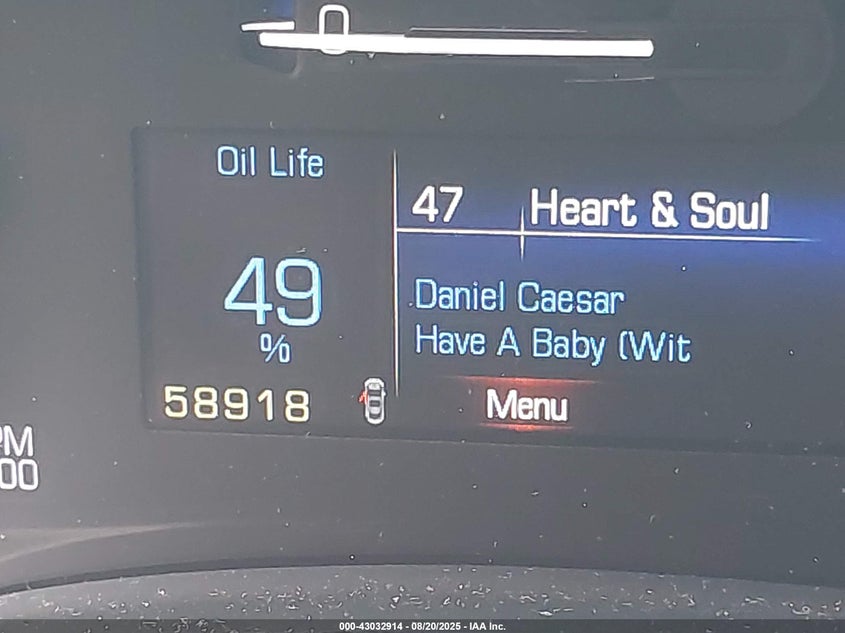 0
Oil Life
49
%
58918
47 Heart & Soul
Daniel Caesar
Have A Baby (Wit
Menu
PM
00
000-43032914 - 08/20/2025 - IAA Inc.